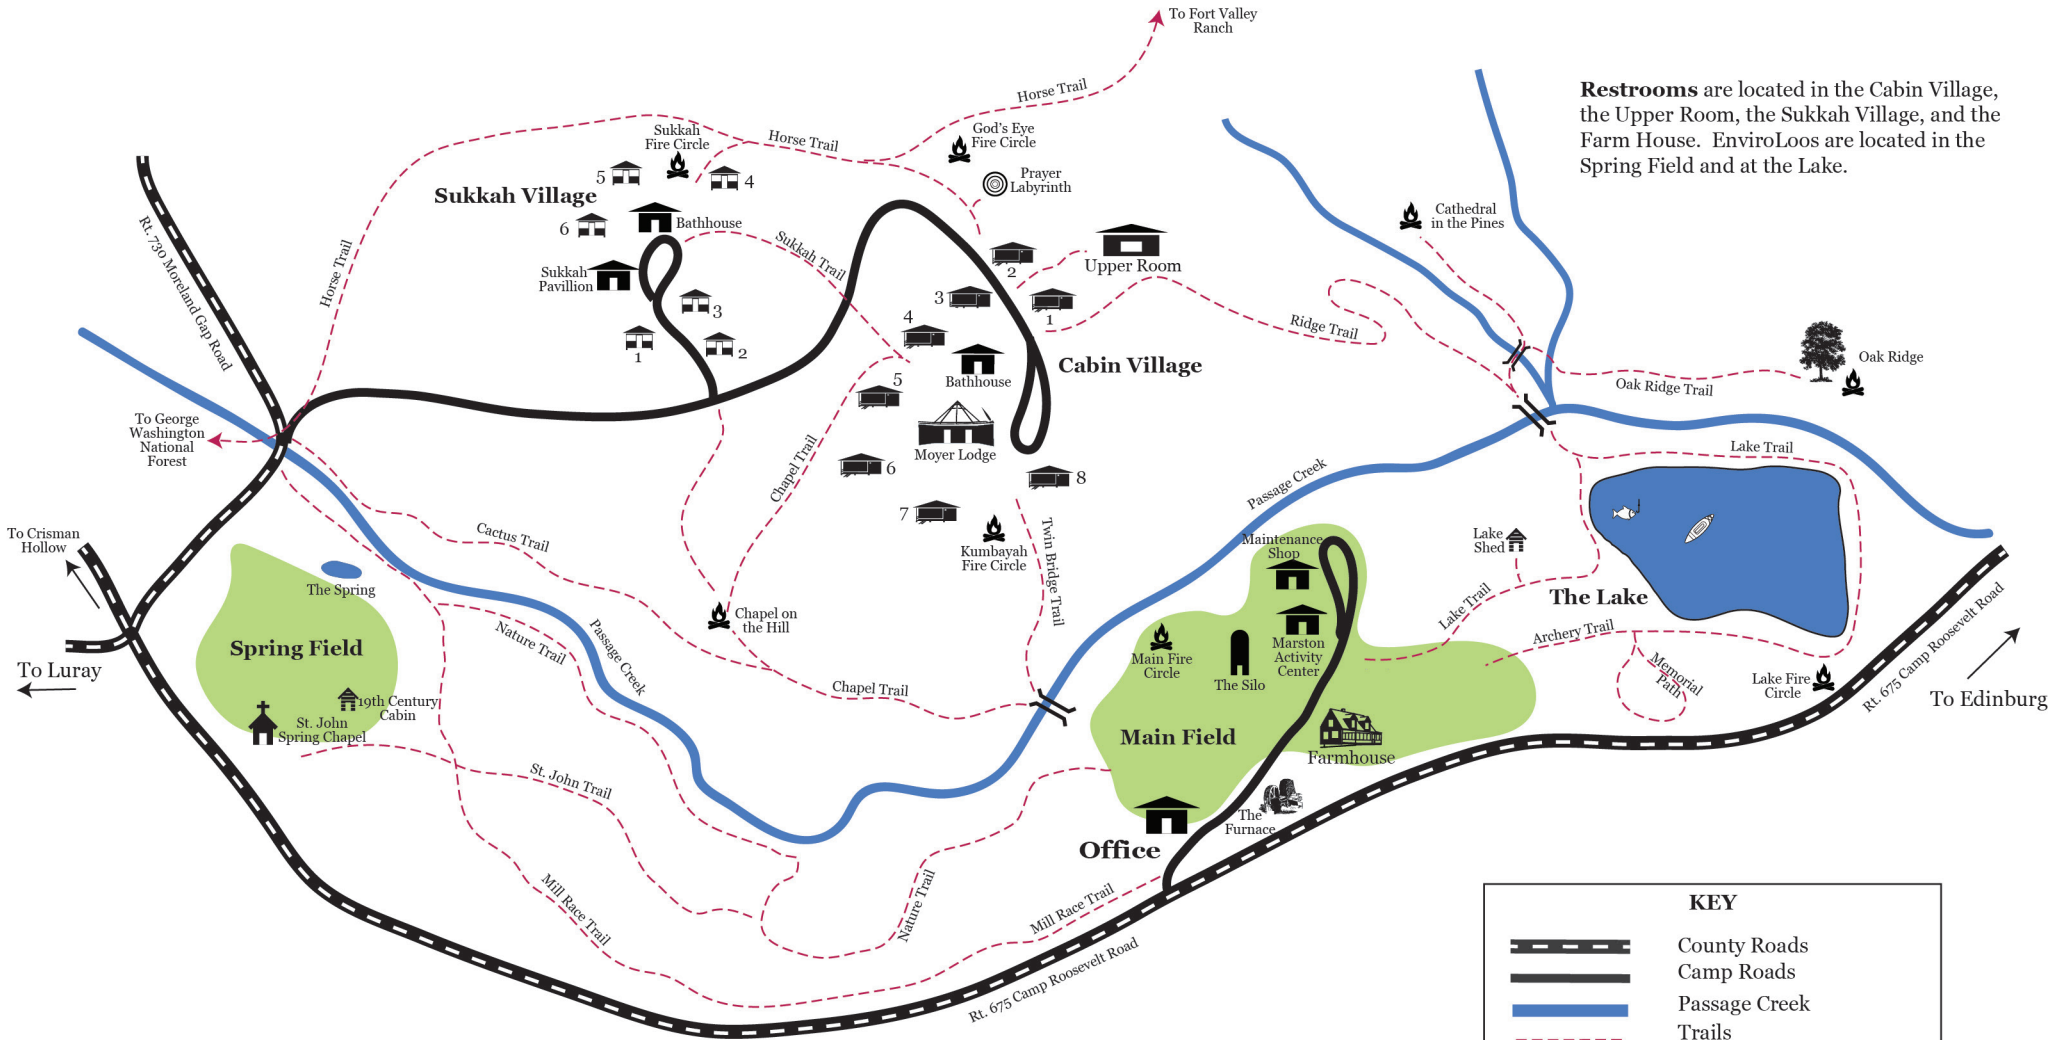 To Fort Valley
Ranch
Restrooms are located in the Cabin Village,
the Upper Room, the Sukkah Village, and the
Farm House.  EnviroLoos are located in the
Spring Field and at the Lake.
Horse Trail
God's Eye
Fire Circle
Sukkah
Fire Circle
Horse Trail
Prayer
Labyrinth
5
4
Sukkah Village
6
Bathhouse
Cathedral
in the Pines
Rt. 730 Moreland Gap Road
Horse Trail
Sukkah Trail
Sukkah
Pavillion
2
Upper Room
3
3
1
4
1
2
Ridge Trail
Cabin Village
Bathhouse
Oak Ridge
Oak Ridge Trail
5
To George
Washington
National
Forest
Moyer Lodge
Chapel Trail
6
8
7
Lake Trail
Passage Creek
To Crisman
Hollow
Cactus Trail
Kumbayah
Fire Circle
Twin Bridge Trail
Maintenance
Shop
Lake
Shed
The Spring
The Lake
Chapel on
the Hill
Lake Trail
Archery Trail
Nature Trail
Passage Creek
Spring Field
Main Fire
Circle
The Silo
Marston
Activity
Center
Memorial
Path
Lake Fire
Circle
Rt. 675 Camp Roosevelt Road
To Luray
To Edinburg
Chapel Trail
19th Century
Cabin
St. John
Spring Chapel
Main Field
Farmhouse
St. John Trail
The
Furnace
Office
Mill Race Trail
Nature Trail
Mill Race Trail
Rt. 675 Camp Roosevelt Road
KEY
County Roads
Camp Roads
Passage Creek
Trails